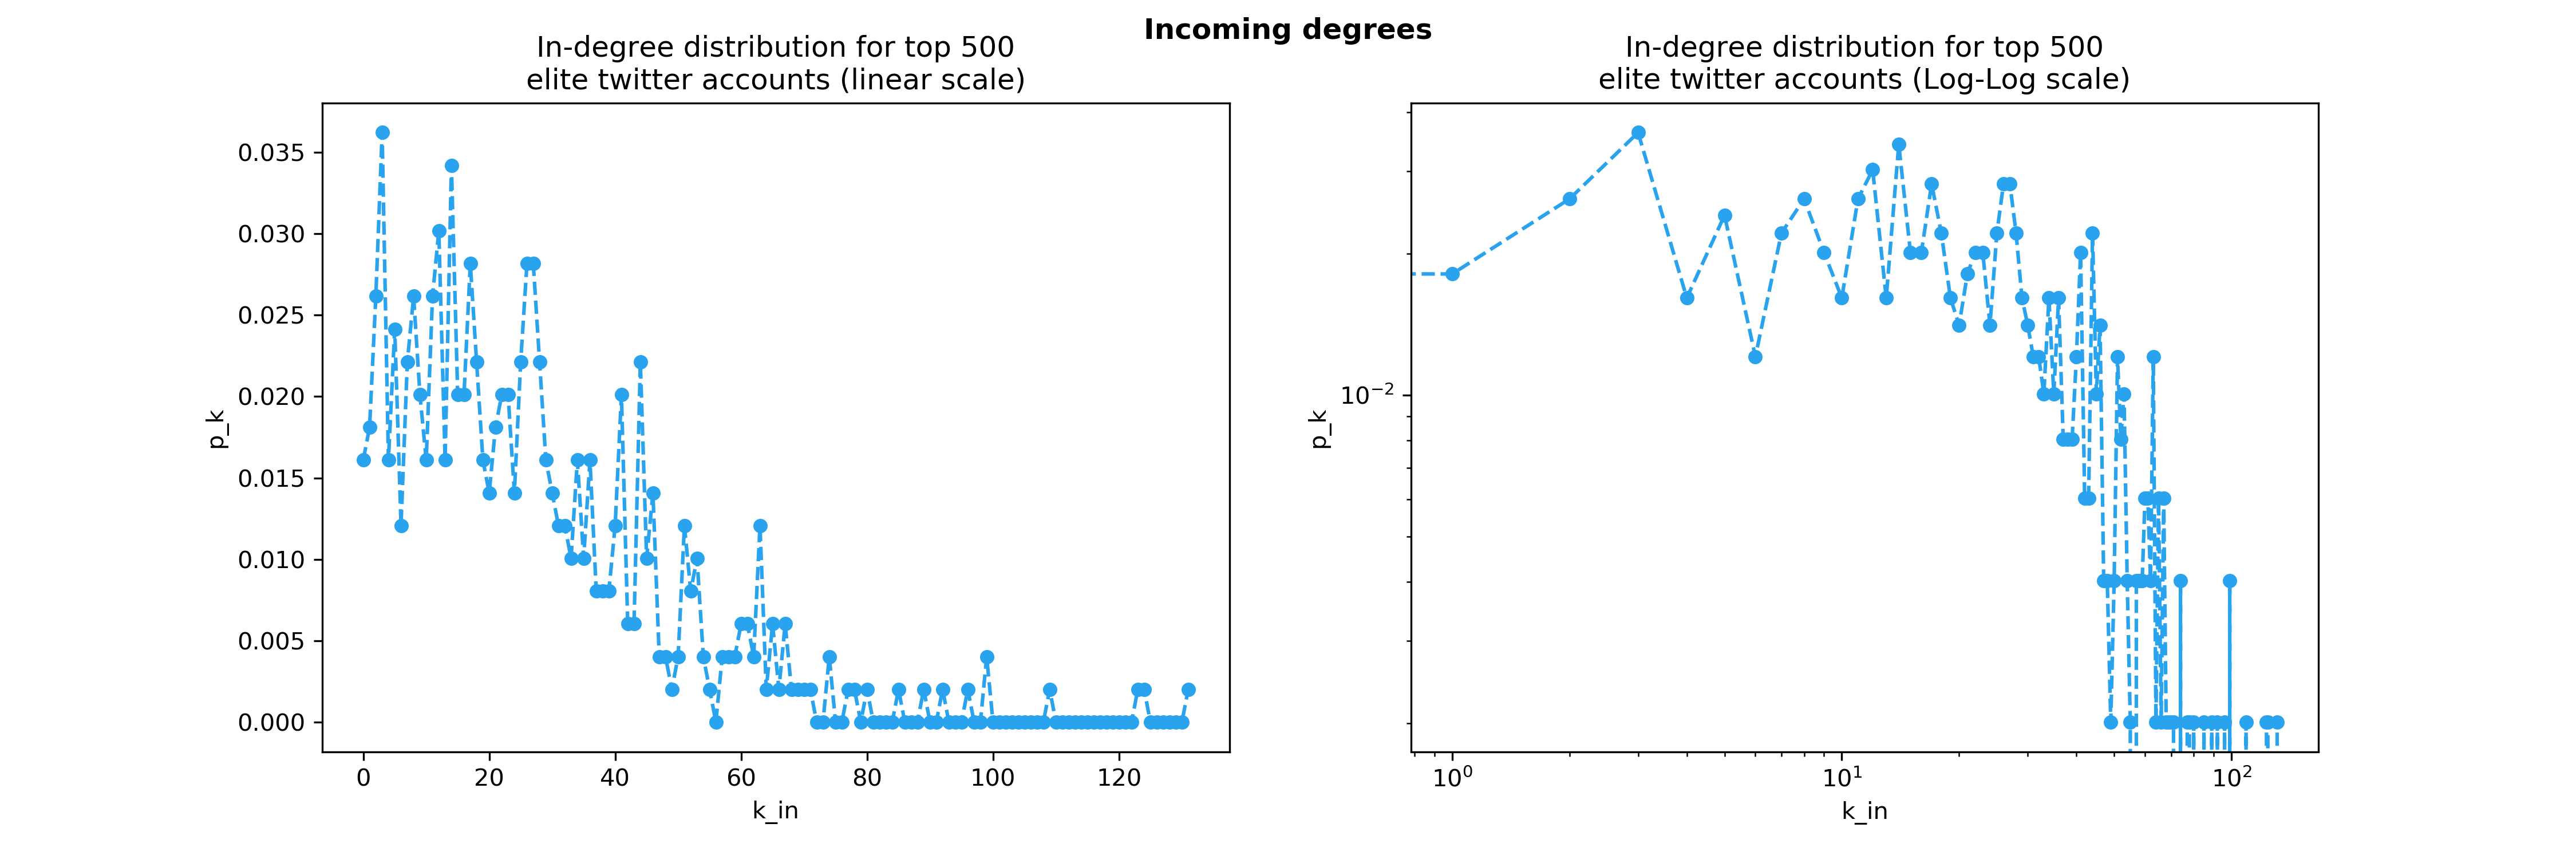 Incoming degrees
In-degree distribution for top 500
elite twitter accounts (linear scale)
0.035
0.030
0.025
0.020
0.015
0.010
0.005
0.000
p_k
0 20 40 60 80 100 120
k_in
In-degree distribution for top 500
elite twitter accounts (Log-Log scale)
10⁻²
p_k
10⁰ 10¹ 10²
k_in